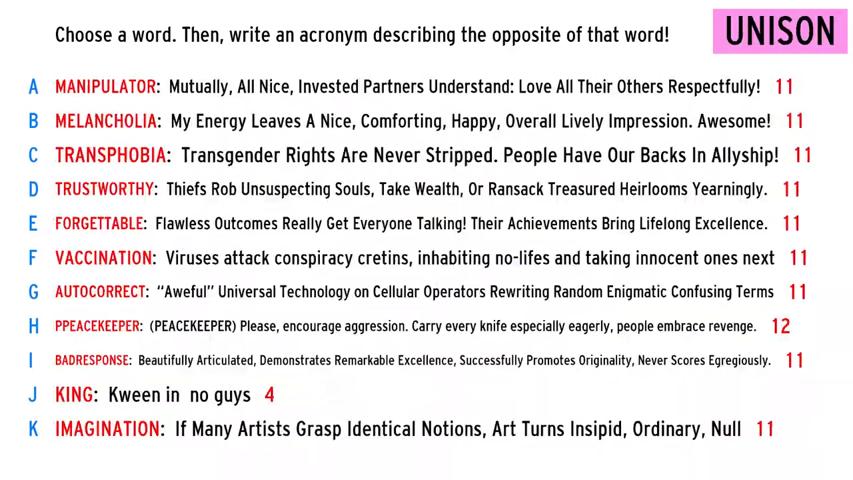 Choose a word. Then, write an acronym describing the opposite of that word!
UNISON
A MANIPULATOR: Mutually, All Nice, Invested Partners Understand: Love All Their Others Respectfully! 11
B MELANCHOLIA: My Energy Leaves A Nice, Comforting, Happy, Overall Lively Impression. Awesome! 11
C TRANSPHOBIA: Transgender Rights Are Never Stripped. People Have Our Backs In Allyship! 11
D TRUSTWORTHY: Thiefs Rob Unsuspecting Souls, Take Wealth, Or Ransack Treasured Heirlooms Yearningly. 11
E FORGETTABLE: Flawless Outcomes Really Get Everyone Talking! Their Achievements Bring Lifelong Excellence. 11
F VACCINATION: Viruses attack conspiracy cretins, inhabiting no-lifes and taking innocent ones next 11
G AUTOCORRECT: “Aweful” Universal Technology on Cellular Operators Rewriting Random Enigmatic Confusing Terms 11
H PPEACEKEEPER: (PEACEKEEPER) Please, encourage aggression. Carry every knife especially eagerly, people embrace revenge. 12
I BADRESPONSE: Beautifully Articulated, Demonstrates Remarkable Excellence, Successfully Promotes Originality, Never Scores Egregiously. 11
J KING: Kween in no guys 4
K IMAGINATION: If Many Artists Grasp Identical Notions, Art Turns Insipid, Ordinary, Null 11